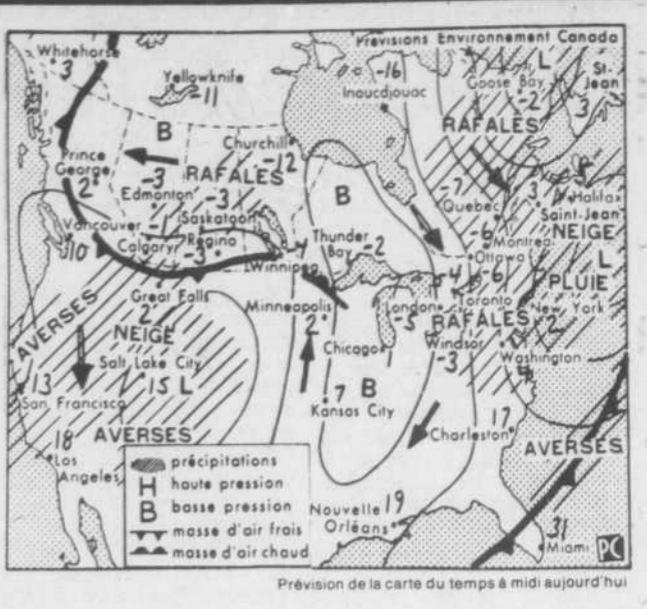 Prévisions Environnement Canada
Whitehorse
3
Yellowknife
-11
-16
Inoucdjouac
L
Goose Bay
-2
St-Jean
3
B
Churchill
-12
RAFALES
Prince George
2
-3
Edmonton
RAFALES
-3
Saskatoon
B
-7
Québec
3
Halifax
Saint-Jean
NEIGE
Vancouver
10
-1
Calgary
Regina
-3
Winnipeg
-4
Thunder Bay
-2
-6
Montréal
Ottawa
-6
L
PLUIE
Great Falls
2
Minneapolis
2
London
-5
-4
Toronto
RAFALES
New York
2
AVERSES
NEIGE
Chicago
Windsor
-3
Washington
Salt Lake City
15 L
13
San Francisco
7
Kansas City
B
AVERSES
18
Los Angeles
Charleston
17
AVERSES
précipitations
H haute pression
B basse pression
masse d'air frais
masse d'air chaud
Nouvelle Orléans
19
31
Miami
PC
Prévision de la carte du temps à midi aujourd'hui